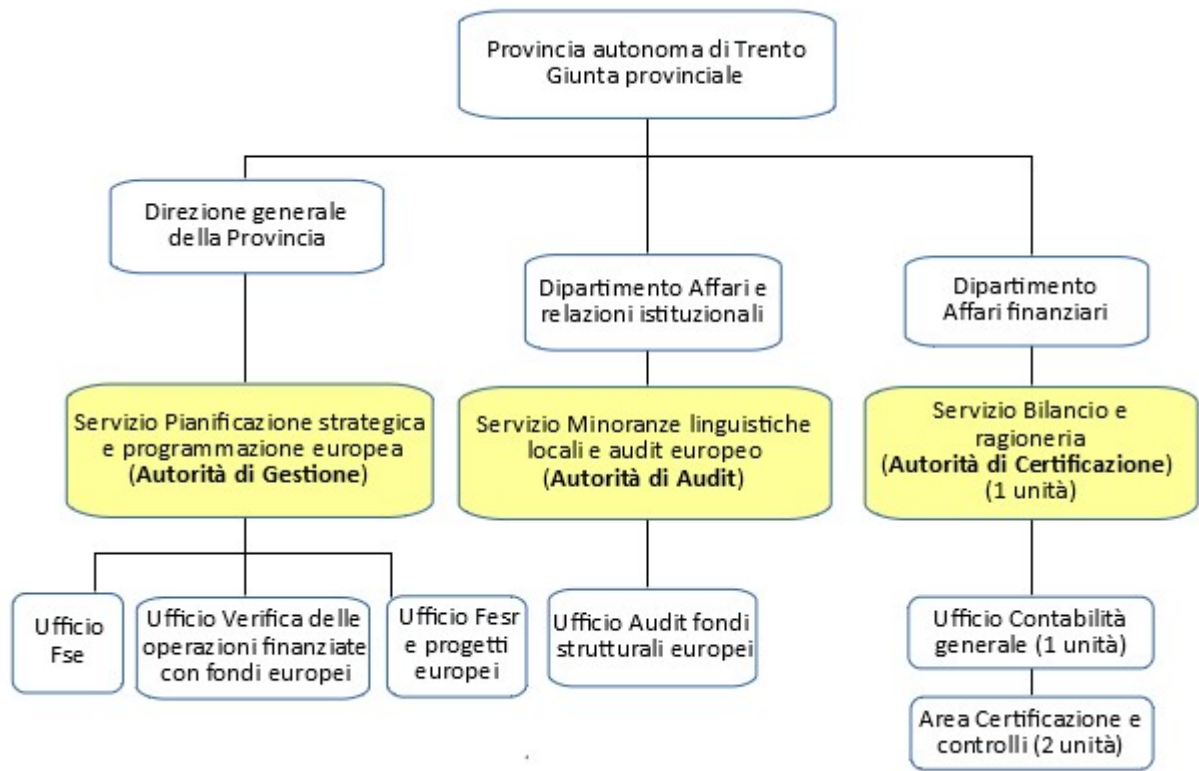 Provincia autonoma di Trento
Giunta provinciale
Direzione generale
della Provincia
Dipartimento Affari e
relazioni istituzionali
Dipartimento
Affari finanziari
Servizio Pianificazione strategica
e programmazione europea
(Autorità di Gestione)
Servizio Minoranze linguistiche
locali e audit europeo
(Autorità di Audit)
Servizio Bilancio e
ragioneria
(Autorità di Certificazione)
(1 unità)
Ufficio
Fse
Ufficio Verifica delle
operazioni finanziate
con fondi europei
Ufficio Fesr
e progetti
europei
Ufficio Audit fondi
strutturali europei
Ufficio Contabilità
generale (1 unità)
Area Certificazione e
controlli (2 unità)